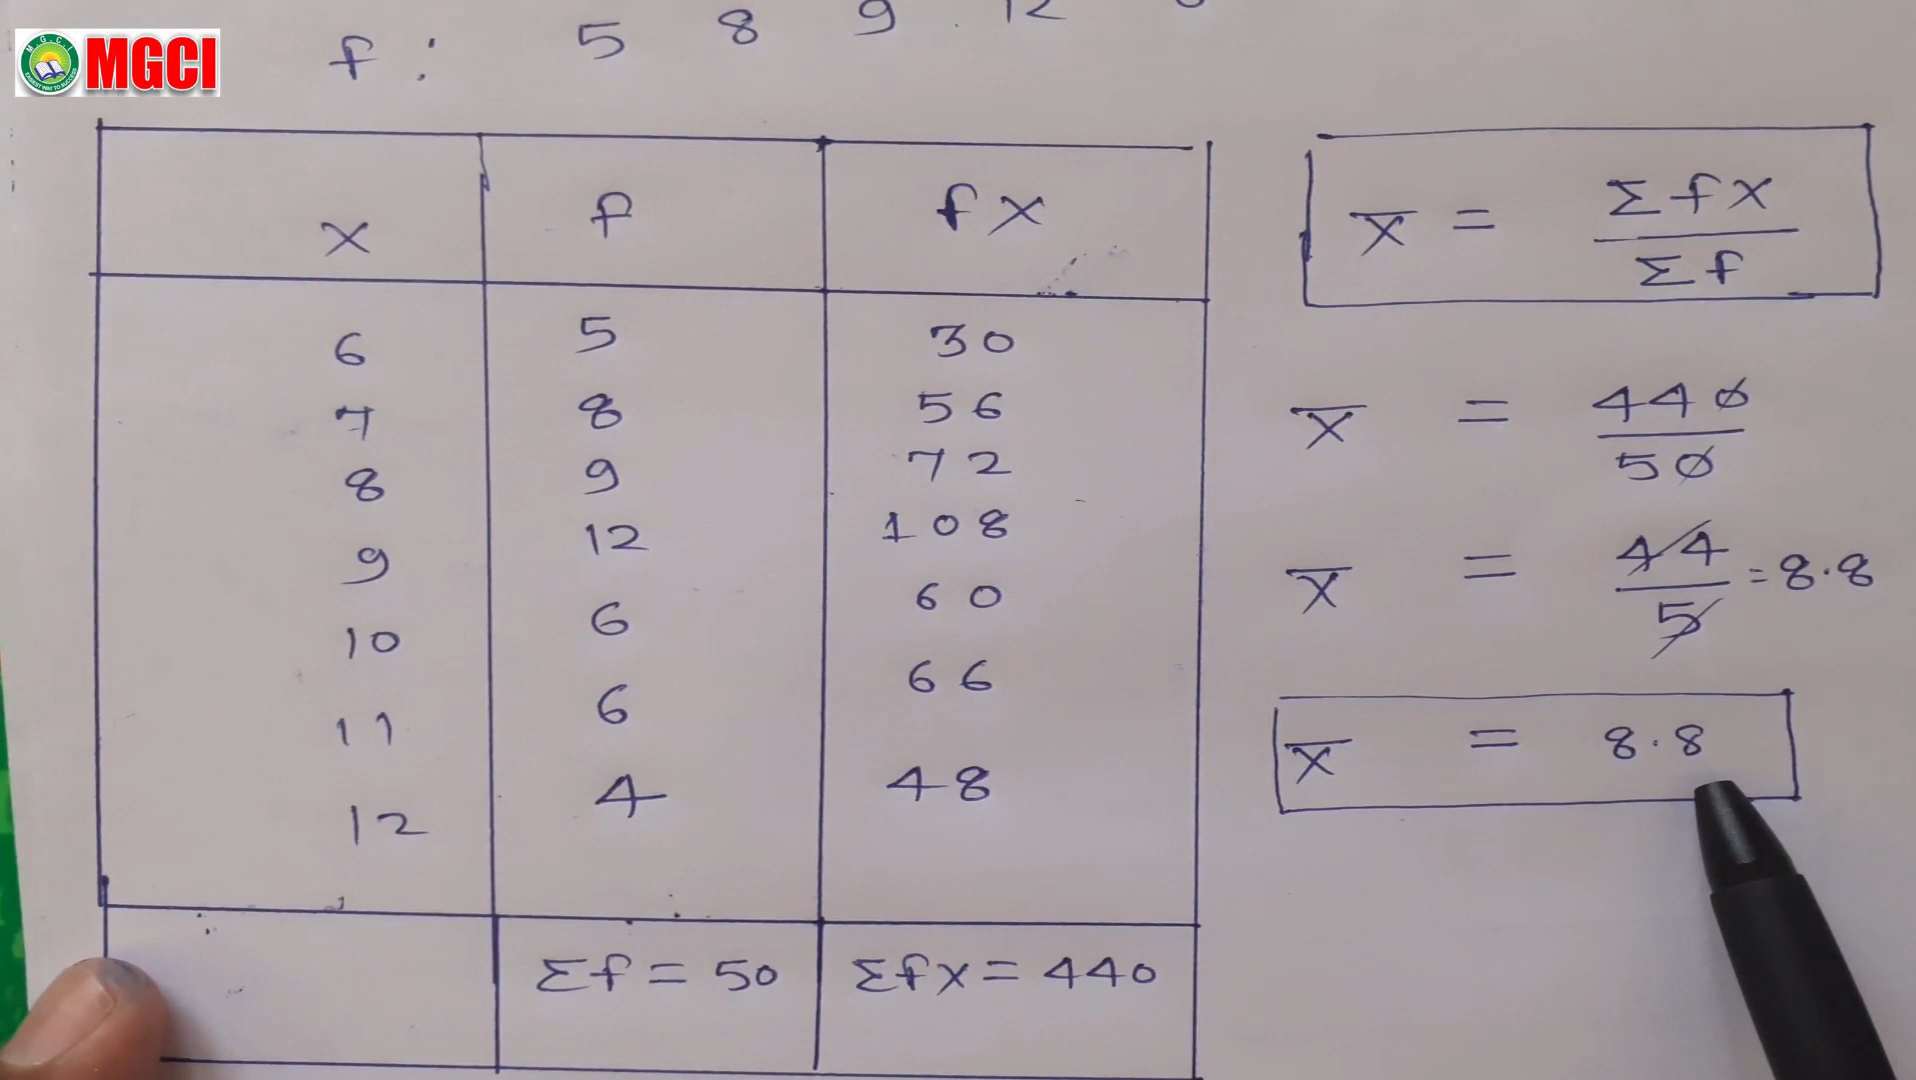 MGCI
f : 5 8 9 12
x f fx
6 5 30
7 8 56
8 9 72
9 12 108
10 6 60
11 6 66
12 4 48
Σf = 50 Σfx = 440
x̄ = Σfx / Σf
x̄ = 440 / 50
x̄ = 44 / 5 = 8.8
x̄ = 8.8